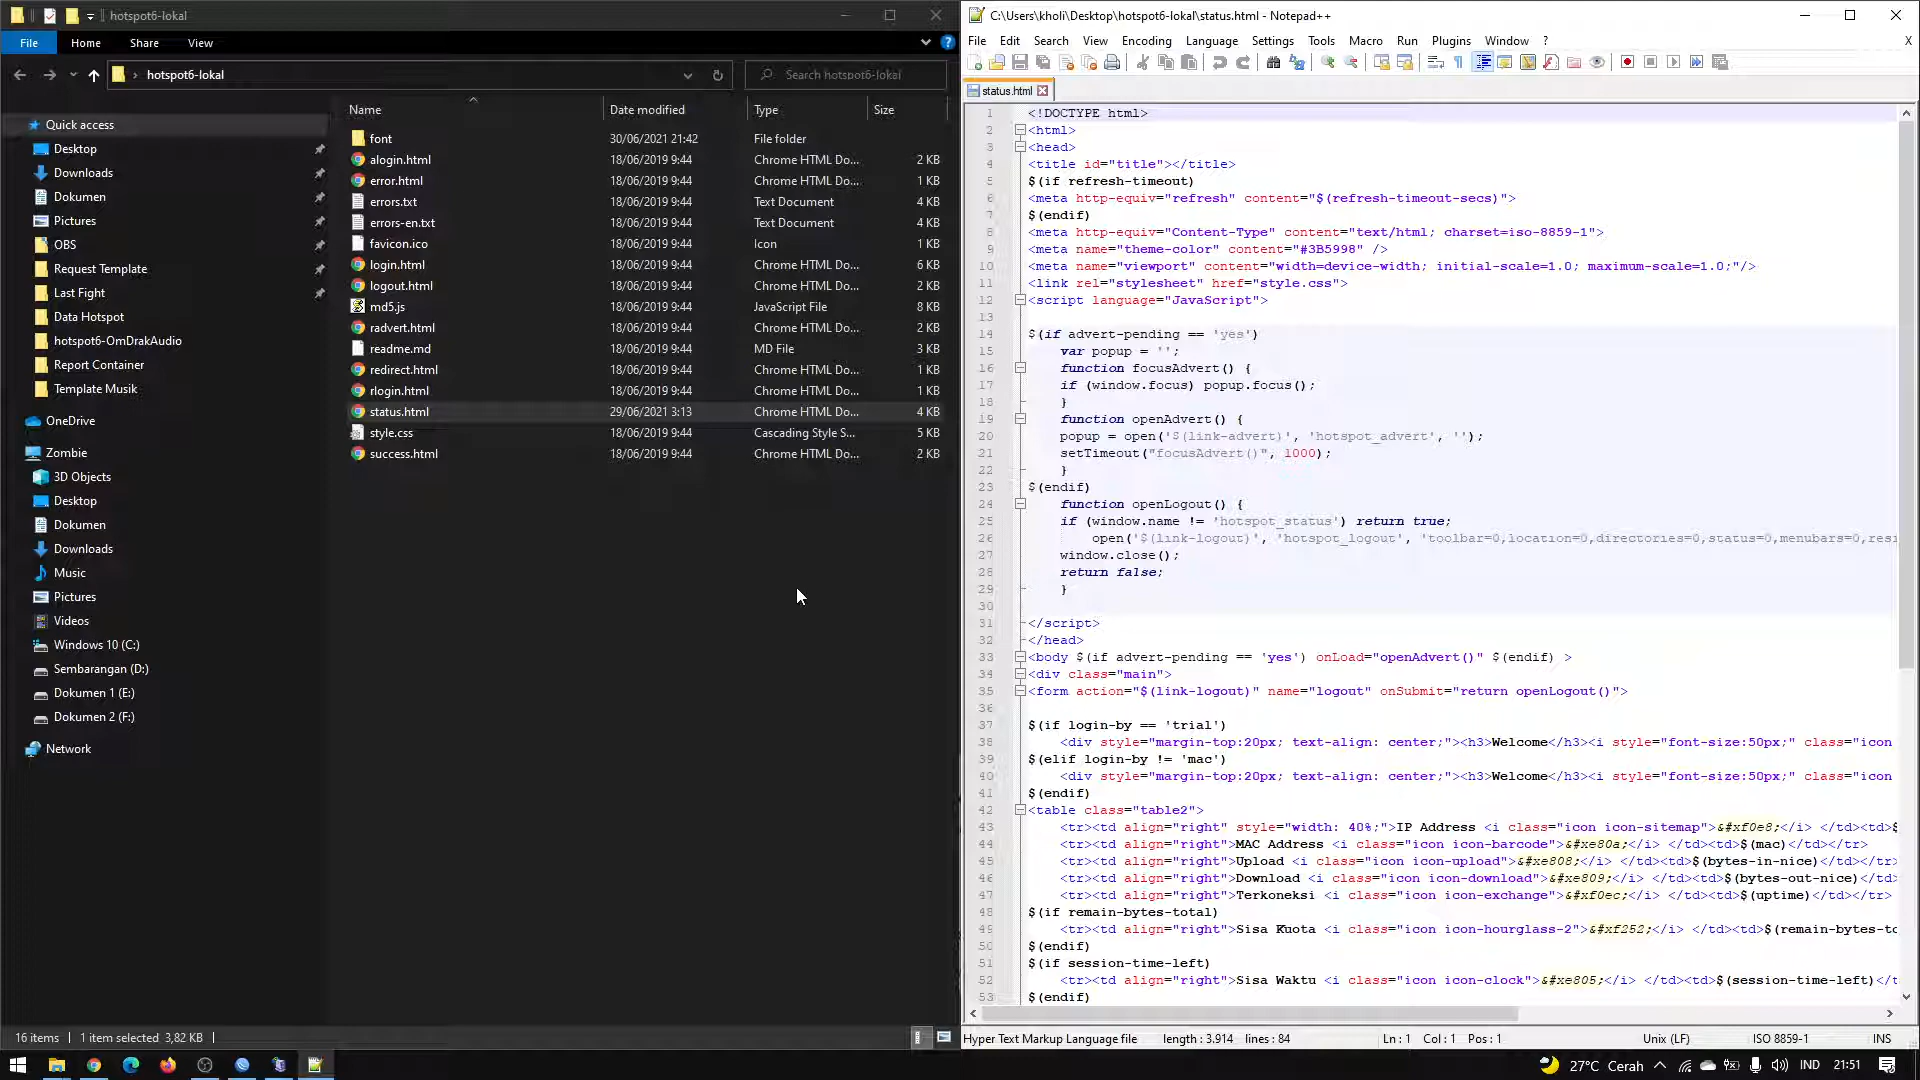 hotspot6-lokal
File Home Share View
hotspot6-lokal
Search hotspot6-lokal
Name Date modified Type Size
Quick access
Desktop
Downloads
Dokumen
Pictures
OBS
Request Template
Last Fight
Data Hotspot
hotspot6-OmDrakAudio
Report Container
Template Musik
OneDrive
Zombie
3D Objects
Desktop
Dokumen
Downloads
Music
Pictures
Videos
Windows 10 (C:)
Sembarangan (D:)
Dokumen 1 (E:)
Dokumen 2 (F:)
Network
font 30/06/2021 21:42 File folder
alogin.html 18/06/2019 9:44 Chrome HTML Do... 2 KB
error.html 18/06/2019 9:44 Chrome HTML Do... 1 KB
errors.txt 18/06/2019 9:44 Text Document 4 KB
errors-en.txt 18/06/2019 9:44 Text Document 4 KB
favicon.ico 18/06/2019 9:44 Icon 1 KB
login.html 18/06/2019 9:44 Chrome HTML Do... 6 KB
logout.html 18/06/2019 9:44 Chrome HTML Do... 2 KB
md5.js 18/06/2019 9:44 JavaScript File 8 KB
radvert.html 18/06/2019 9:44 Chrome HTML Do... 2 KB
readme.md 18/06/2019 9:44 MD File 3 KB
redirect.html 18/06/2019 9:44 Chrome HTML Do... 1 KB
rlogin.html 18/06/2019 9:44 Chrome HTML Do... 1 KB
status.html 29/06/2021 3:13 Chrome HTML Do... 4 KB
style.css 18/06/2019 9:44 Cascading Style S... 5 KB
success.html 18/06/2019 9:44 Chrome HTML Do... 2 KB
16 items 1 item selected 3,82 KB
C:\Users\kholi\Desktop\hotspot6-lokal\status.html - Notepad++
File Edit Search View Encoding Language Settings Tools Macro Run Plugins Window ? X
status.html
1 <!DOCTYPE html>
2 <html>
3 <head>
4 <title id="title"></title>
5 $(if refresh-timeout)
6 <meta http-equiv="refresh" content="$(refresh-timeout-secs)">
7 $(endif)
8 <meta http-equiv="Content-Type" content="text/html; charset=iso-8859-1">
9 <meta name="theme-color" content="#3B5998" />
10 <meta name="viewport" content="width=device-width; initial-scale=1.0; maximum-scale=1.0;"/>
11 <link rel="stylesheet" href="style.css">
12 <script language="JavaScript">
13
14 $(if advert-pending == 'yes')
15 var popup = '';
16 function focusAdvert() {
17 if (window.focus) popup.focus();
18 }
19 function openAdvert() {
20 popup = open('$(link-advert)', 'hotspot_advert', '');
21 setTimeout("focusAdvert()", 1000);
22 }
23 $(endif)
24 function openLogout() {
25 if (window.name != 'hotspot_status') return true;
26 open('$(link-logout)', 'hotspot_logout', 'toolbar=0,location=0,directories=0,status=0,menubars=0,resi
27 window.close();
28 return false;
29 }
30
31 </script>
32 </head>
33 <body $(if advert-pending == 'yes') onLoad="openAdvert()" $(endif) >
34 <div class="main">
35 <form action="$(link-logout)" name="logout" onSubmit="return openLogout()">
36
37 $(if login-by == 'trial')
38 <div style="margin-top:20px; text-align: center;"><h3>Welcome</h3><i style="font-size:50px;" class="icon
39 $(elif login-by != 'mac')
40 <div style="margin-top:20px; text-align: center;"><h3>Welcome</h3><i style="font-size:50px;" class="icon
41 $(endif)
42 <table class="table2">
43 <tr><td align="right" style="width: 40%;">IP Address <i class="icon icon-sitemap">&#xf0e8;</i> </td><td>$
44 <tr><td align="right">MAC Address <i class="icon icon-barcode">&#xe80a;</i> </td><td>$(mac)</td></tr>
45 <tr><td align="right">Upload <i class="icon icon-upload">&#xe808;</i> </td><td>$(bytes-in-nice)</td></tr>
46 <tr><td align="right">Download <i class="icon icon-download">&#xe809;</i> </td><td>$(bytes-out-nice)</td>
47 <tr><td align="right">Terkoneksi <i class="icon icon-exchange">&#xf0ec;</i> </td><td>$(uptime)</td></tr>
48 $(if remain-bytes-total)
49 <tr><td align="right">Sisa Kuota <i class="icon icon-hourglass-2">&#xf252;</i> </td><td>$(remain-bytes-to
50 $(endif)
51 $(if session-time-left)
52 <tr><td align="right">Sisa Waktu <i class="icon icon-clock">&#xe805;</i> </td><td>$(session-time-left)</t
53 $(endif)
Hyper Text Markup Language file length : 3.914 lines : 84 Ln : 1 Col : 1 Pos : 1 Unix (LF) ISO 8859-1 INS
27°C Cerah IND 21:51